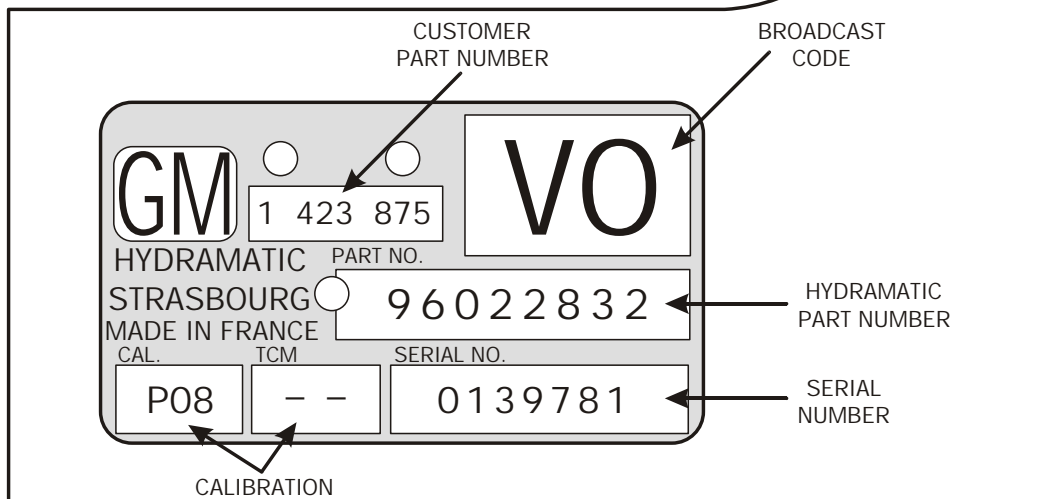 CUSTOMER
PART NUMBER
BROADCAST
CODE
GM
1 423 875
VO
HYDRAMATIC
PART NO.
STRASBOURG
96022832
MADE IN FRANCE
HYDRAMATIC
PART NUMBER
CAL.
TCM
SERIAL NO.
P08
– –
0139781
SERIAL
NUMBER
CALIBRATION